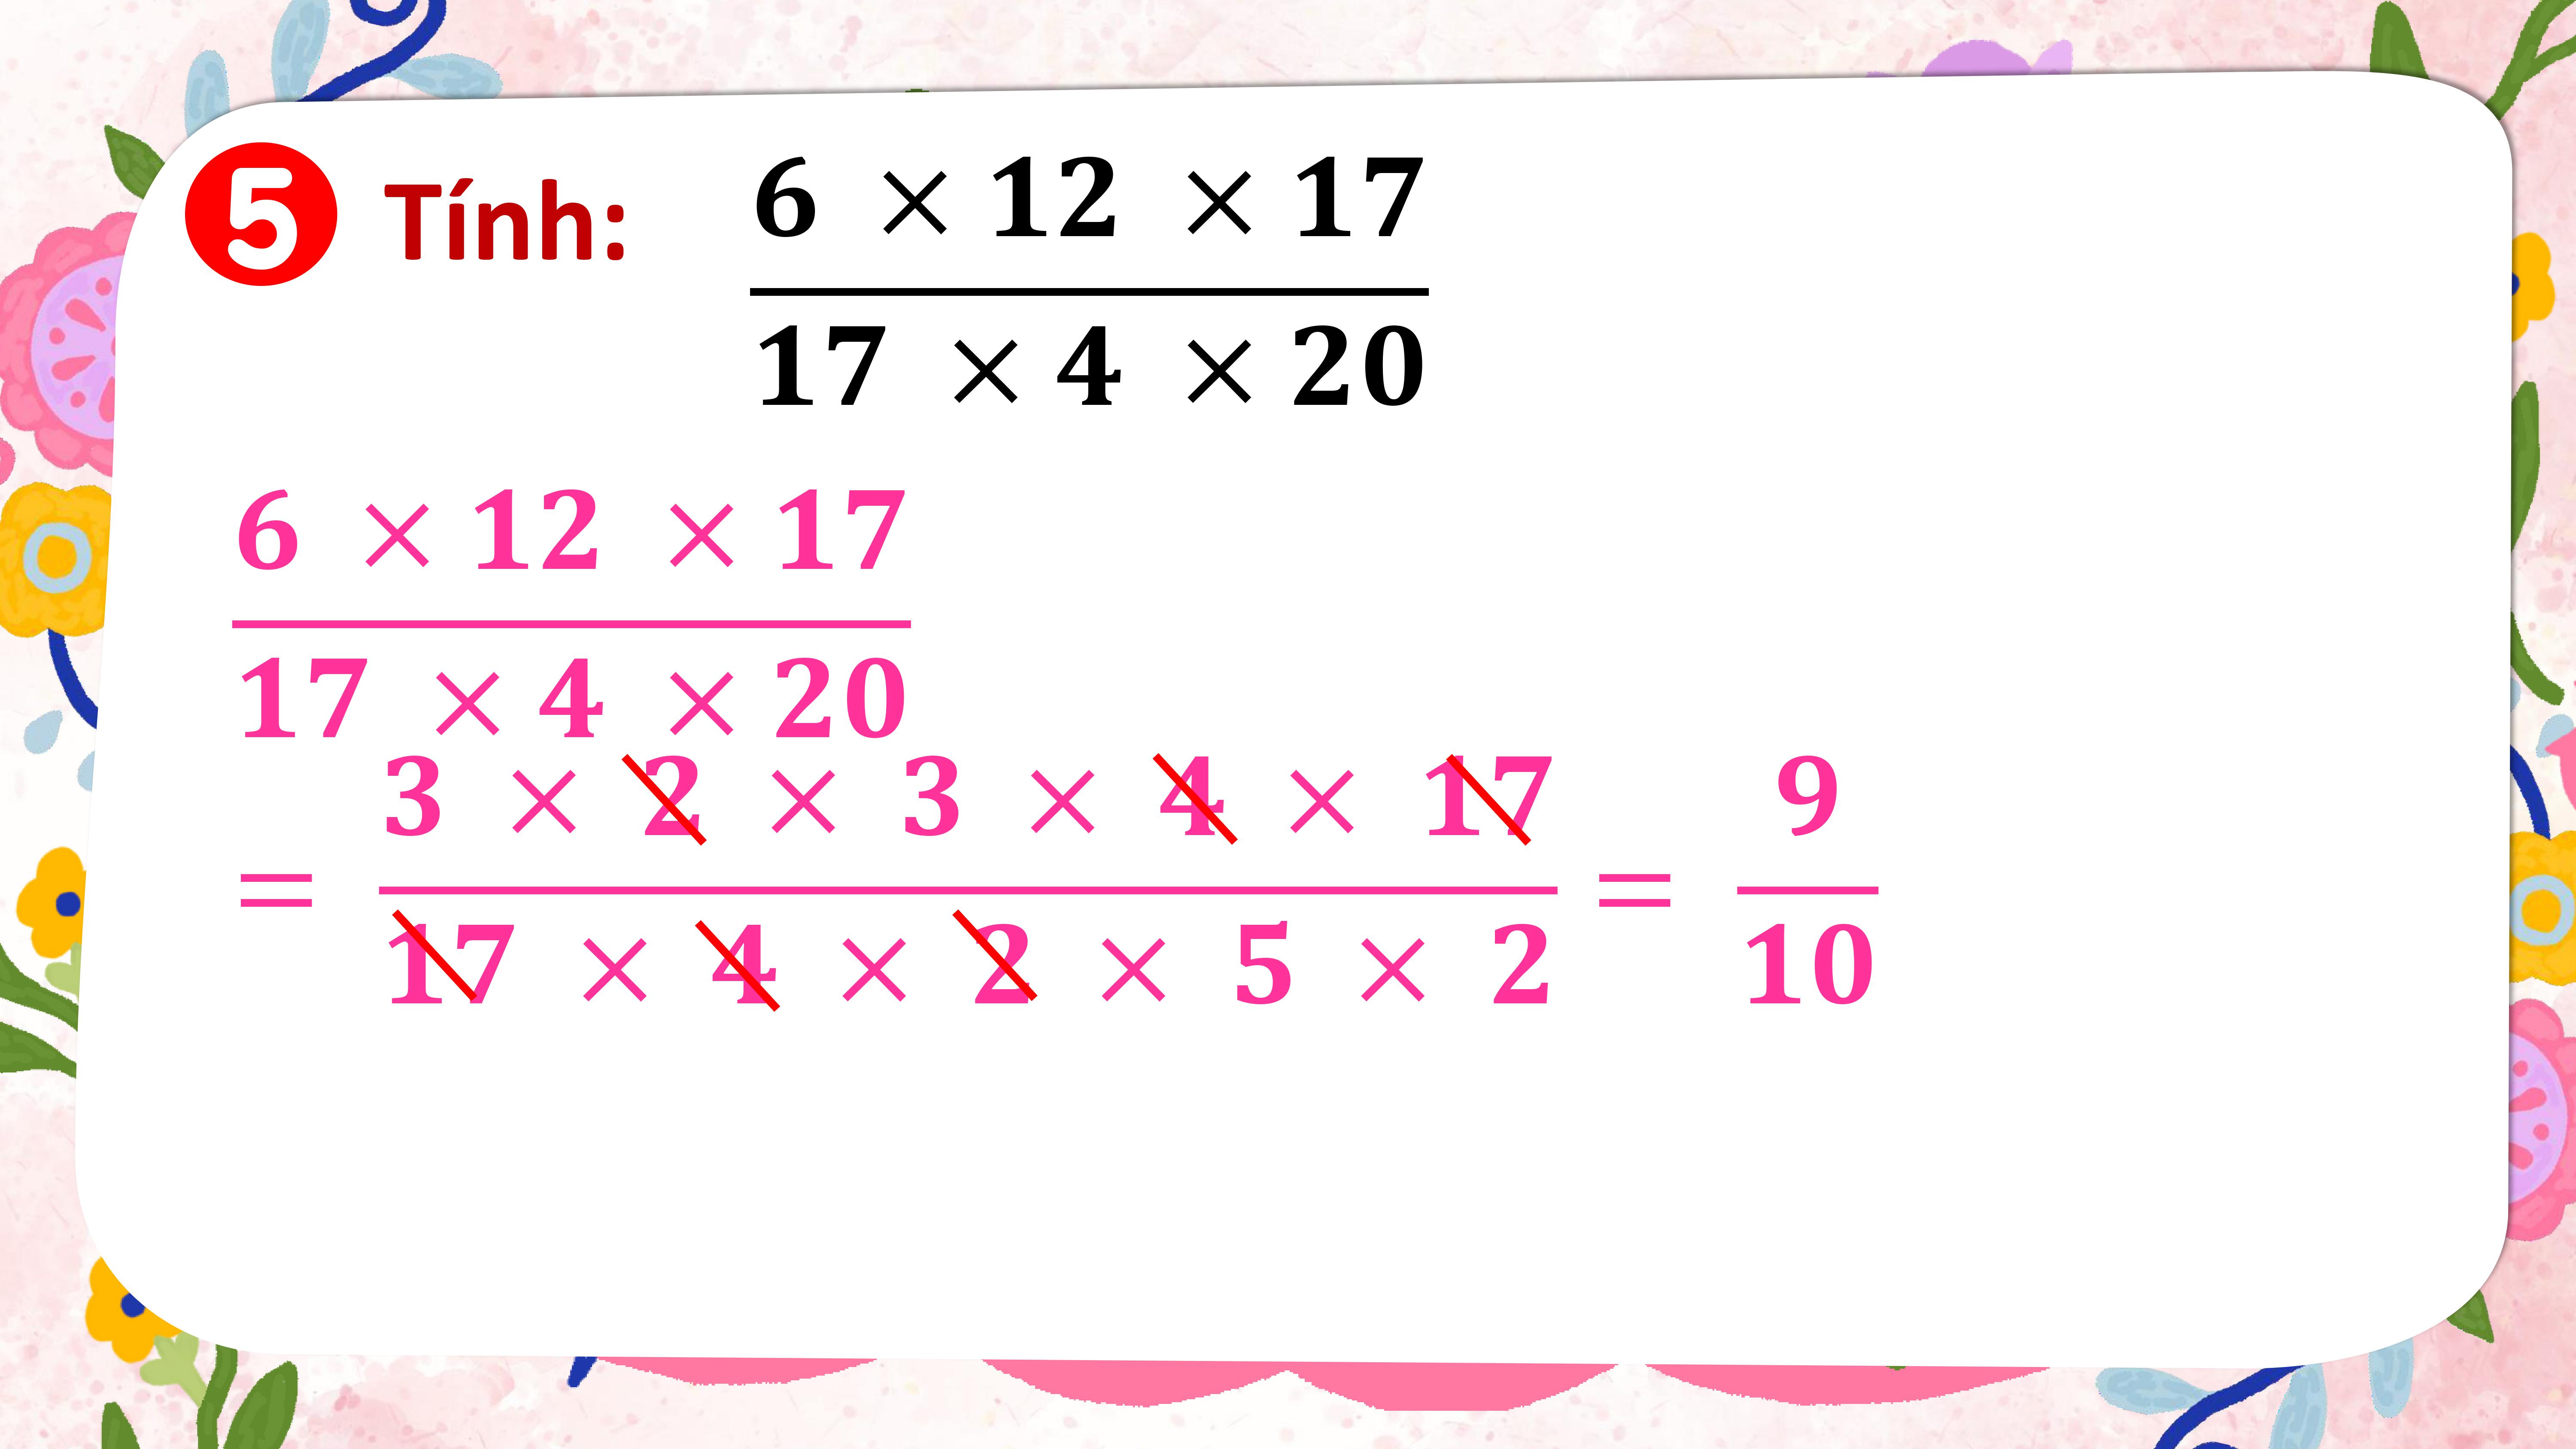 5 Tính:
6 × 12 × 17
17 × 4 × 20
6 × 12 × 17
17 × 4 × 20
3 × 2 × 3 × 4 × 17
= =
9
17 × 4 × 2 × 5 × 2
10